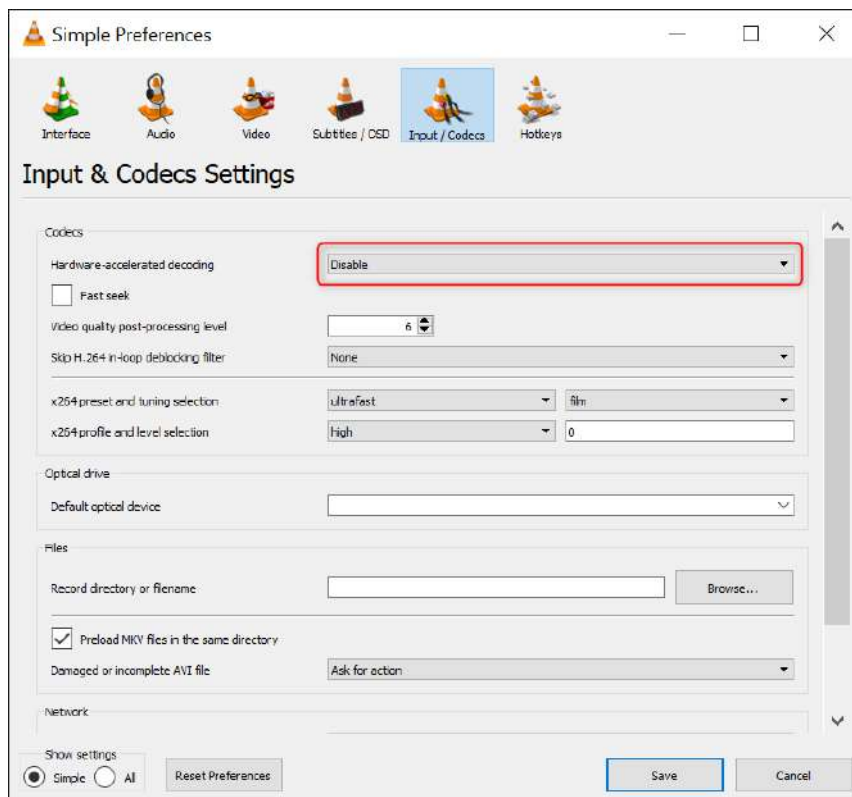 Simple Preferences
Interface Audio Video Subtitles / OSD Input / Codecs Hotkeys
Input & Codecs Settings
Codecs
Hardware-accelerated decoding Disable
Fast seek
Video quality post-processing level 6
Skip H.264 in-loop deblocking filter None
x264 preset and tuning selection ultrafast film
x264 profile and level selection high 0
Optical drive
Default optical device
Files
Record directory or filename Browse...
Preload MKV files in the same directory
Damaged or incomplete AVI file Ask for action
Network
Show settings
Simple All Reset Preferences Save Cancel